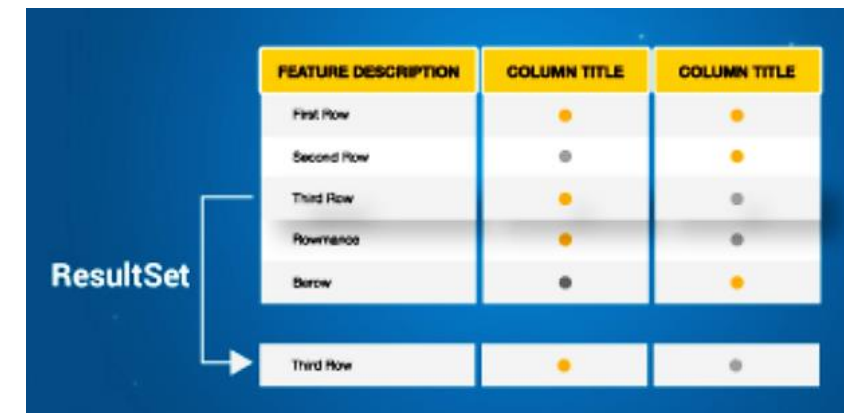 FEATURE DESCRIPTION COLUMN TITLE COLUMN TITLE
First Row
Second Row
Third Row
Rowmance
Berow
ResultSet
Third Row